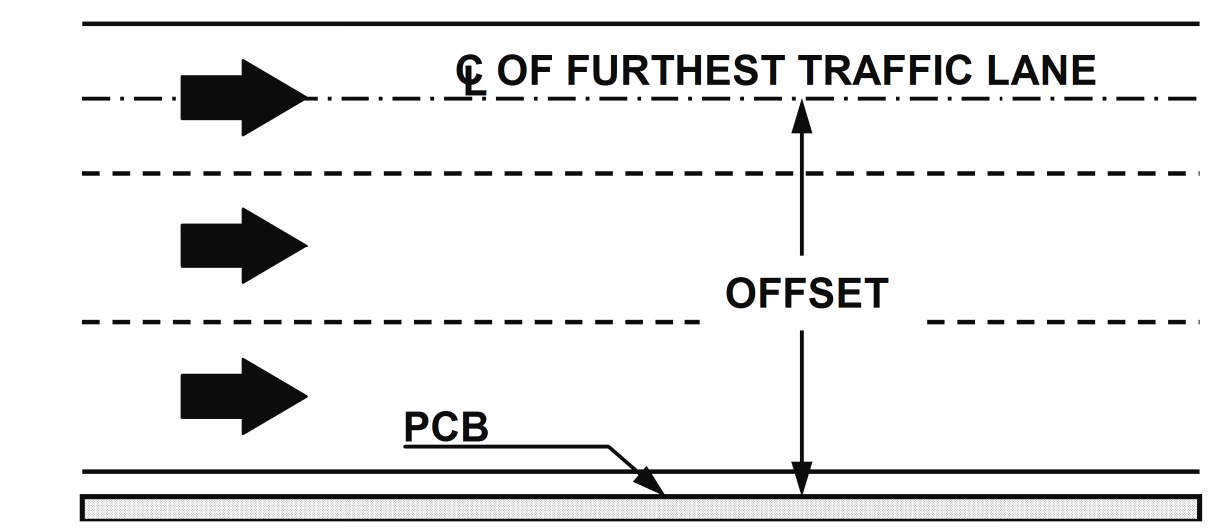 ℄ OF FURTHEST TRAFFIC LANE
OFFSET
PCB